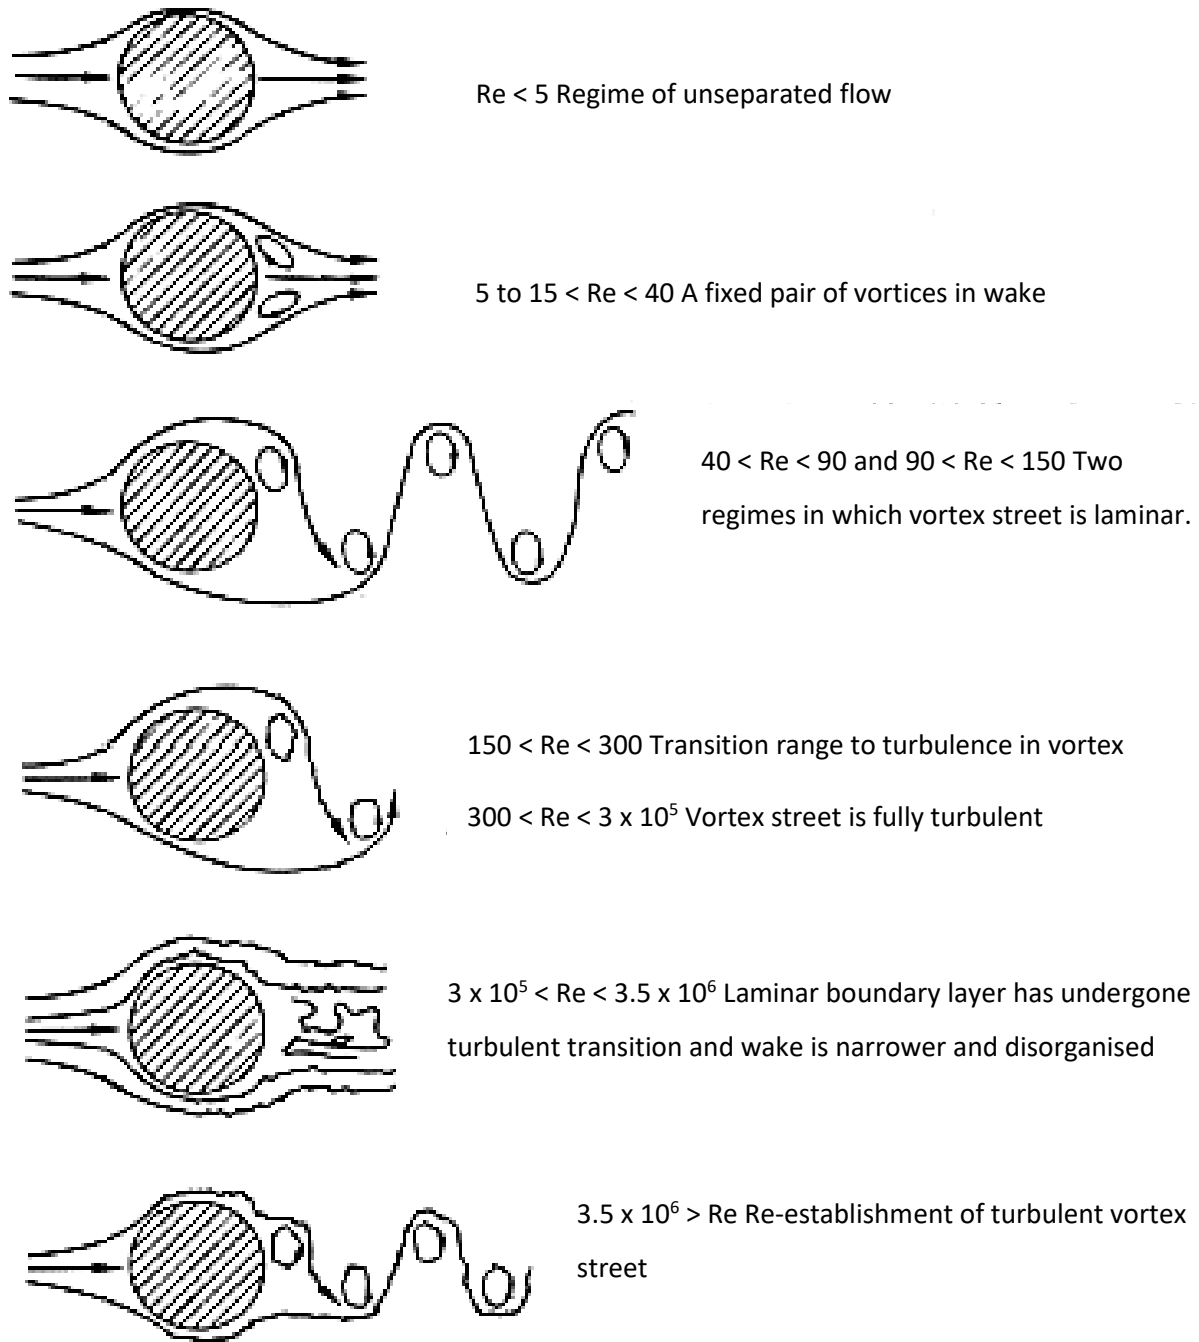 Re < 5 Regime of unseparated flow
5 to 15 < Re < 40 A fixed pair of vortices in wake
40 < Re < 90 and 90 < Re < 150 Two
regimes in which vortex street is laminar.
150 < Re < 300 Transition range to turbulence in vortex
300 < Re < 3 x 10⁵ Vortex street is fully turbulent
3 x 10⁵ < Re < 3.5 x 10⁶ Laminar boundary layer has undergone
turbulent transition and wake is narrower and disorganised
3.5 x 10⁶ > Re Re-establishment of turbulent vortex
street